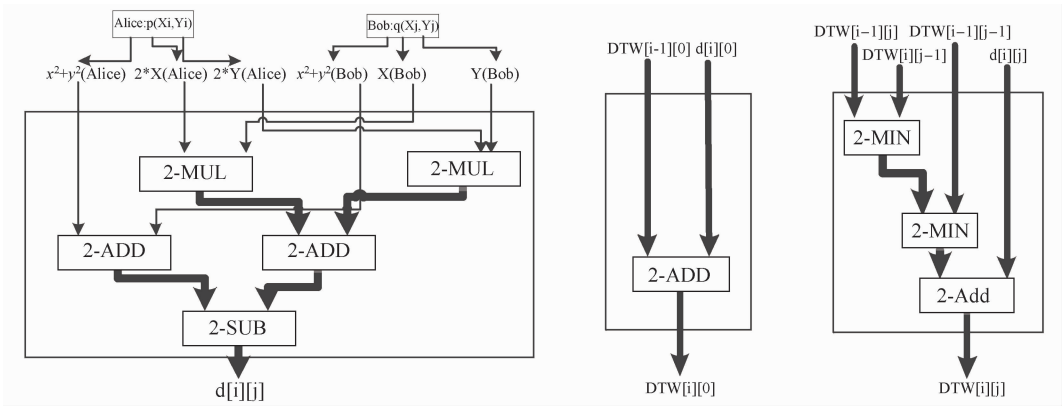 Alice:p(Xi,Yi)
Bob:q(Xj,Yj)
x²+y²(Alice) 2*X(Alice) 2*Y(Alice) x²+y²(Bob) X(Bob) Y(Bob)
2-MUL
2-MUL
2-ADD
2-ADD
2-SUB
d[i][j]
DTW[i-1][0] d[i][0]
2-ADD
DTW[i][0]
DTW[i-1][j] DTW[i-1][j-1]
DTW[i][j-1] d[i][j]
2-MIN
2-MIN
2-Add
DTW[i][j]